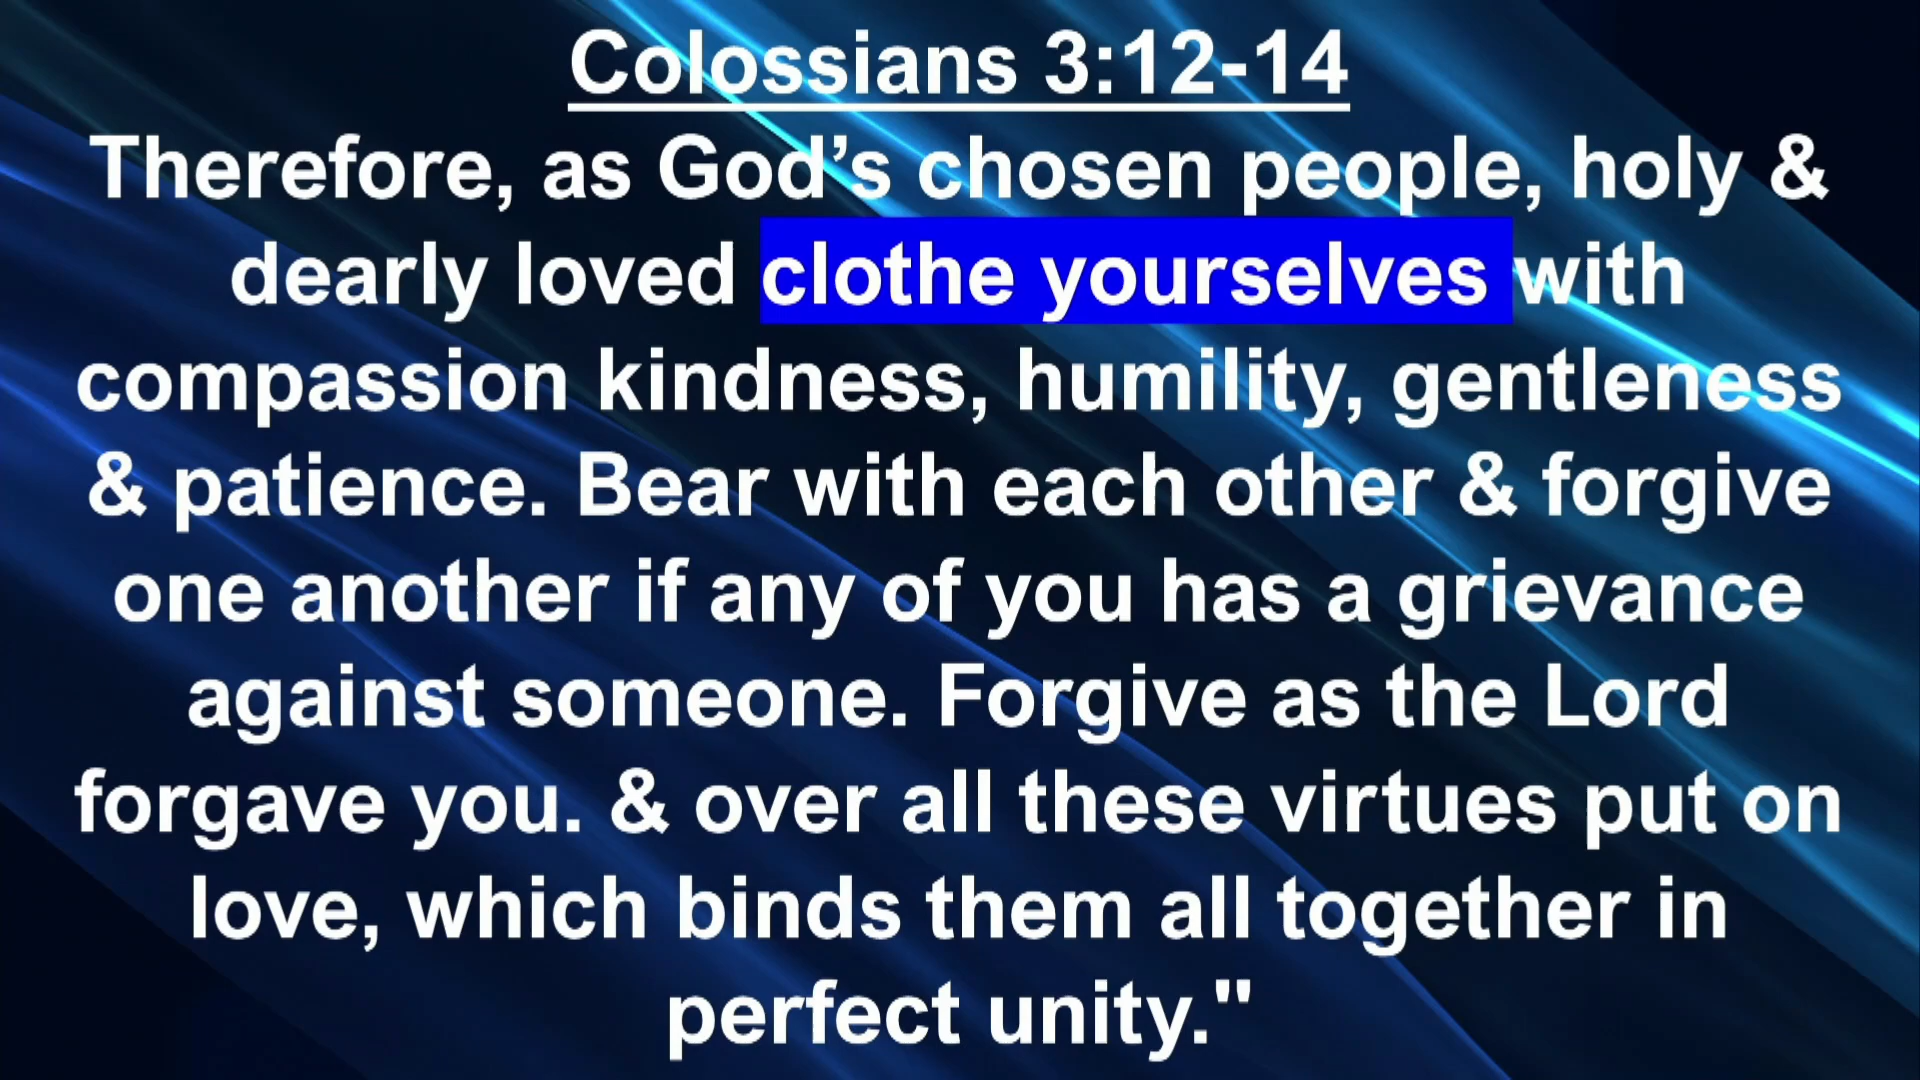 Colossians 3:12-14
Therefore, as God’s chosen people, holy &
dearly loved clothe yourselves with
compassion kindness, humility, gentleness
& patience. Bear with each other & forgive
one another if any of you has a grievance
against someone. Forgive as the Lord
forgave you. & over all these virtues put on
love, which binds them all together in
perfect unity."